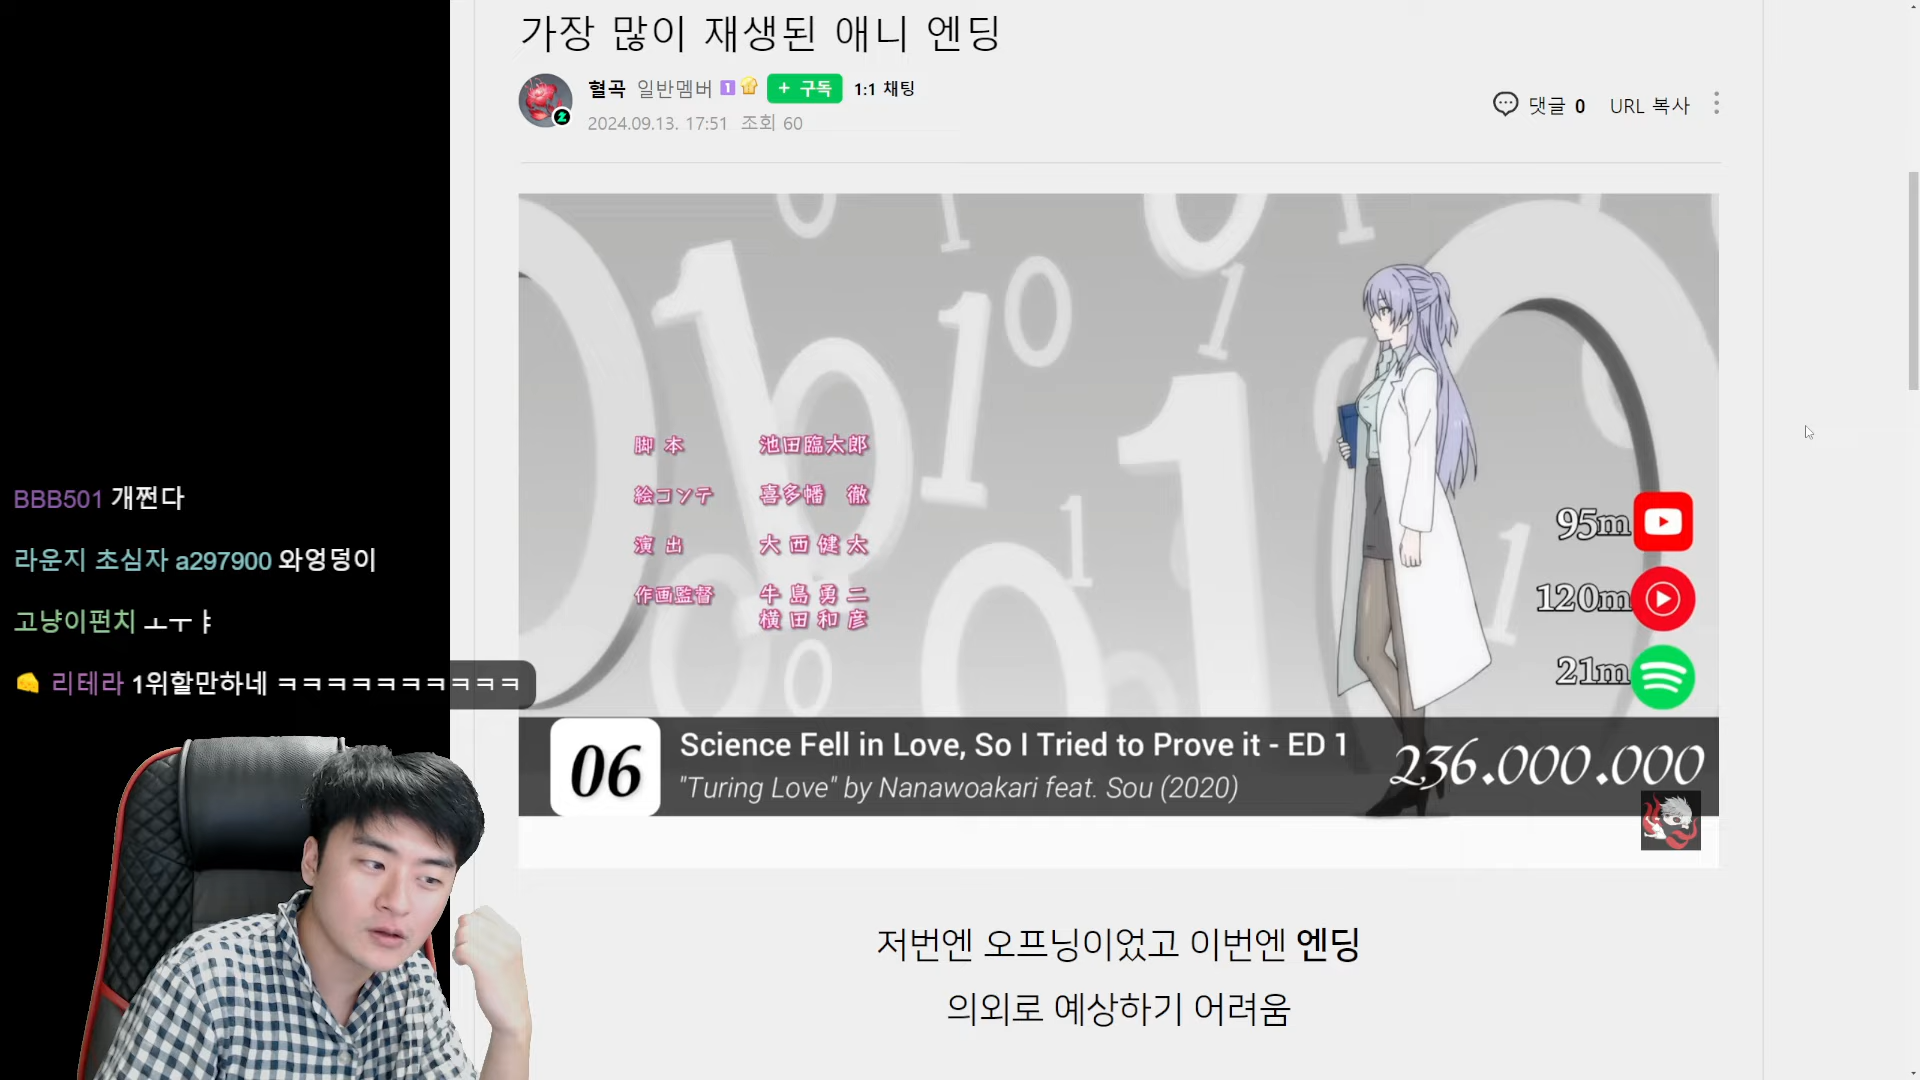 가장 많이 재생된 애니 엔딩
혈곡 일반멤버 1 + 구독 1:1 채팅
2024.09.13. 17:51 조회 60
댓글 0 URL 복사
脚本 池田臨太郎
絵コンテ 喜多幡 徹
演出 大西健太
作画監督 牛島勇二
横田和彦
95m
120m
21m
06
Science Fell in Love, So I Tried to Prove it - ED 1
"Turing Love" by Nanawoakari feat. Sou (2020)
236.000.000
저번엔 오프닝이었고 이번엔 엔딩
의외로 예상하기 어려움
BBB501 개쩐다
라운지 초심자 a297900 와엉덩이
고냥이펀치 ㅗㅜㅑ
리테라 1위할만하네 ㅋㅋㅋㅋㅋㅋㅋㅋㅋㅋ